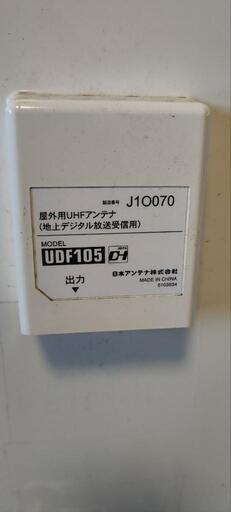 製造番号 J1O070
屋外用UHFアンテナ
(地上デジタル放送受信用)
MODEL
UDF105 DH
出力
▼
日本アンテナ株式会社
MADE IN CHINA
6103834